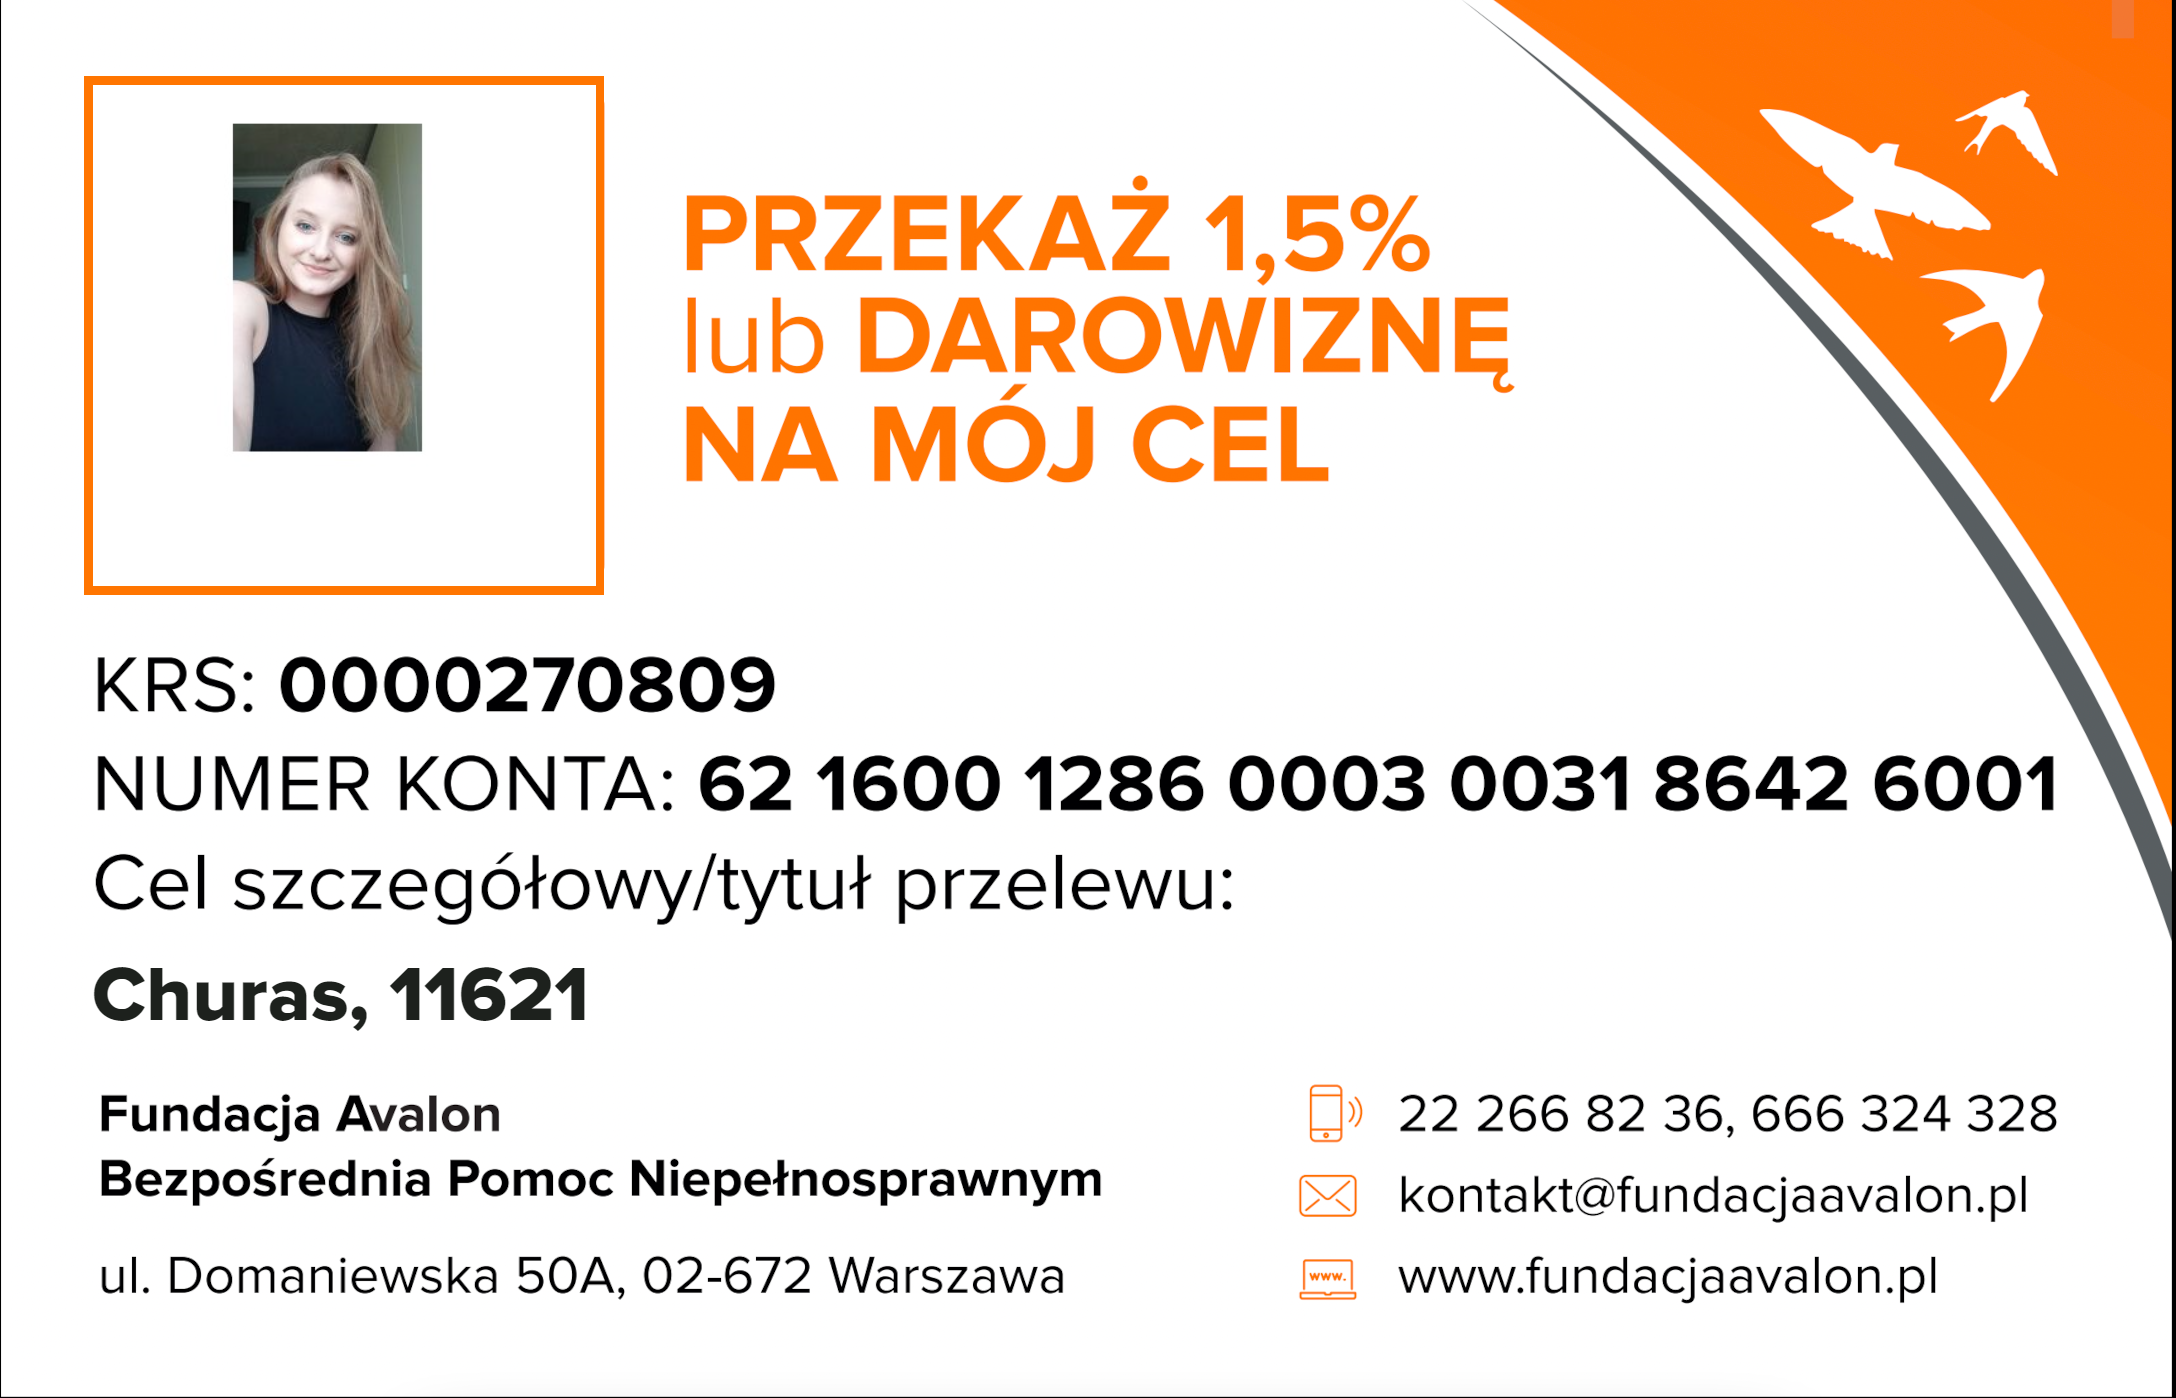 PRZEKAŻ 1,5%
lub DAROWIZNĘ
NA MÓJ CEL
KRS: 0000270809
NUMER KONTA: 62 1600 1286 0003 0031 8642 6001
Cel szczegółowy/tytuł przelewu:
Churas, 11621
Fundacja Avalon
Bezpośrednia Pomoc Niepełnosprawnym
ul. Domaniewska 50A, 02-672 Warszawa
22 266 82 36, 666 324 328
kontakt@fundacjaavalon.pl
www.
www.fundacjaavalon.pl